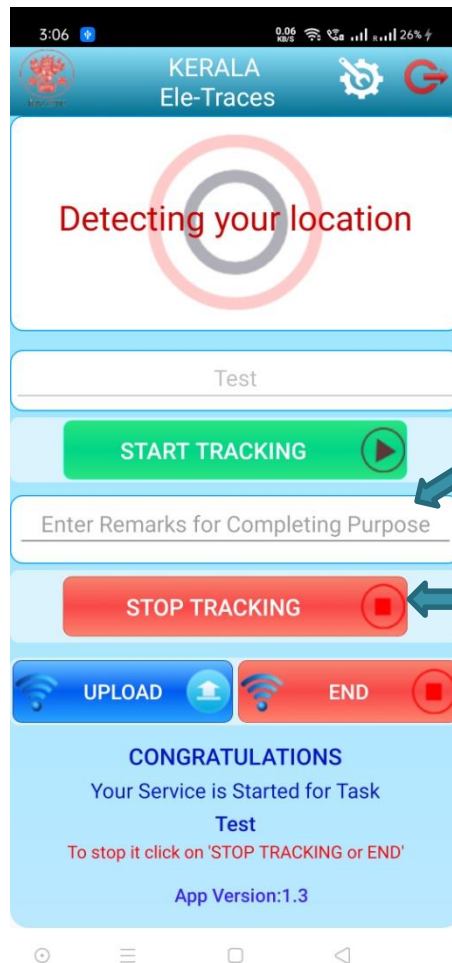 3:06
0.06
KB/S
R
26%
KERALA
Ele-Traces
Detecting your location
Test
START TRACKING
Enter Remarks for Completing Purpose
STOP TRACKING
UPLOAD
END
CONGRATULATIONS
Your Service is Started for Task
Test
To stop it click on 'STOP TRACKING or END'
App Version:1.3